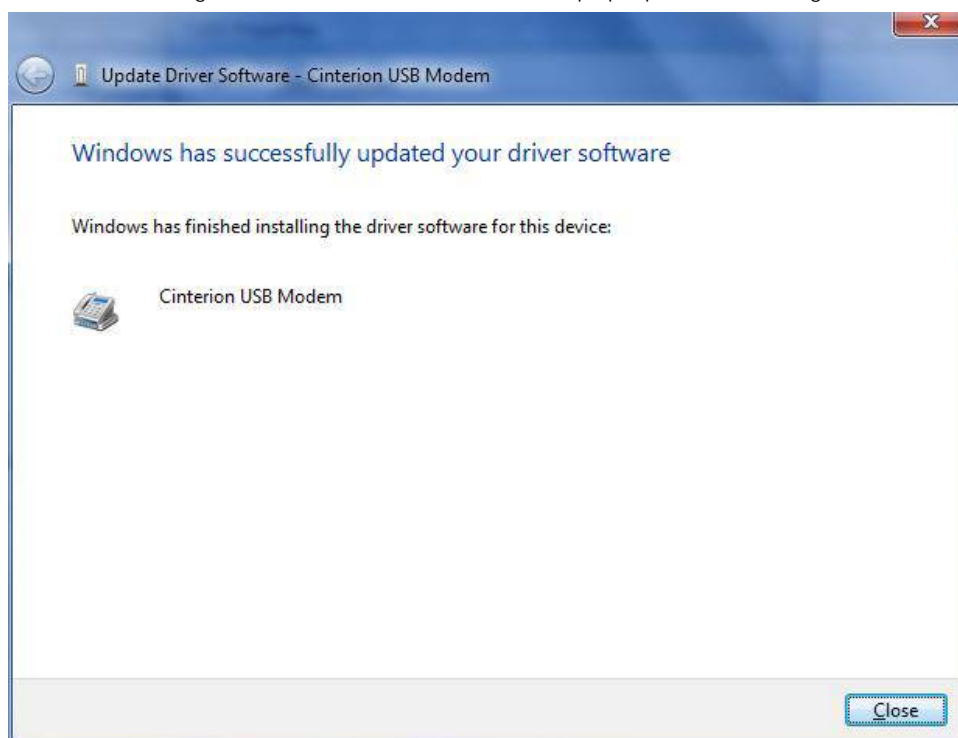 Update Driver Software - Cinterion USB Modem
Windows has successfully updated your driver software
Windows has finished installing the driver software for this device:
Cinterion USB Modem
Close